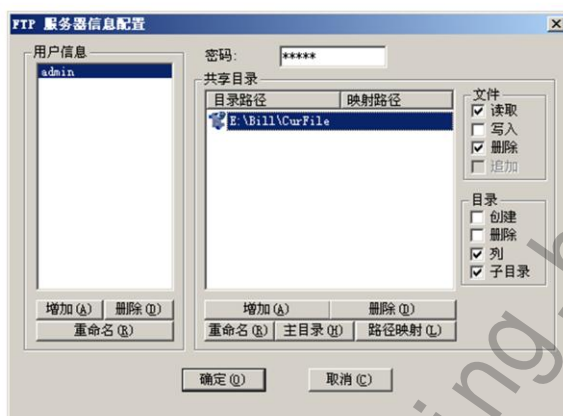 FTP 服务器信息配置
用户信息
admin
增加(A) 删除(D)
重命名(R)
密码: *****
共享目录
目录路径 映射路径
E:\Bill\CurFile
增加(A) 删除(D)
重命名(R) 主目录(H) 路径映射(L)
文件
读取
写入
删除
追加
目录
创建
删除
列
子目录
确定(O) 取消(C)